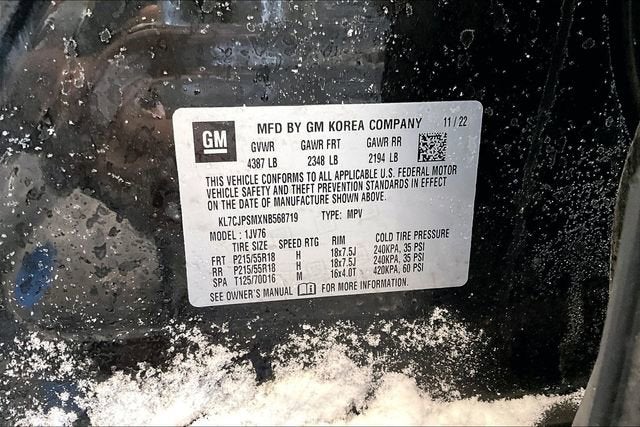 GM MFD BY GM KOREA COMPANY 11 / 22
GVWR GAWR FRT GAWR RR
4387 LB 2348 LB 2194 LB
THIS VEHICLE CONFORMS TO ALL APPLICABLE U.S. FEDERAL MOTOR
VEHICLE SAFETY AND THEFT PREVENTION STANDARDS IN EFFECT
ON THE DATE OF MANUFACTURE SHOWN ABOVE.
KL7CJPSMXNB568719 TYPE: MPV
MODEL : 1JV76
TIRE SIZE SPEED RTG RIM COLD TIRE PRESSURE
FRT P215/55R18 H 18x7.5J 240KPA, 35 PSI
RR P215/55R18 H 18x7.5J 240KPA, 35 PSI
SPA T125/70D16 M 16x4.0T 420KPA, 60 PSI
SEE OWNER'S MANUAL FOR MORE INFORMATION.